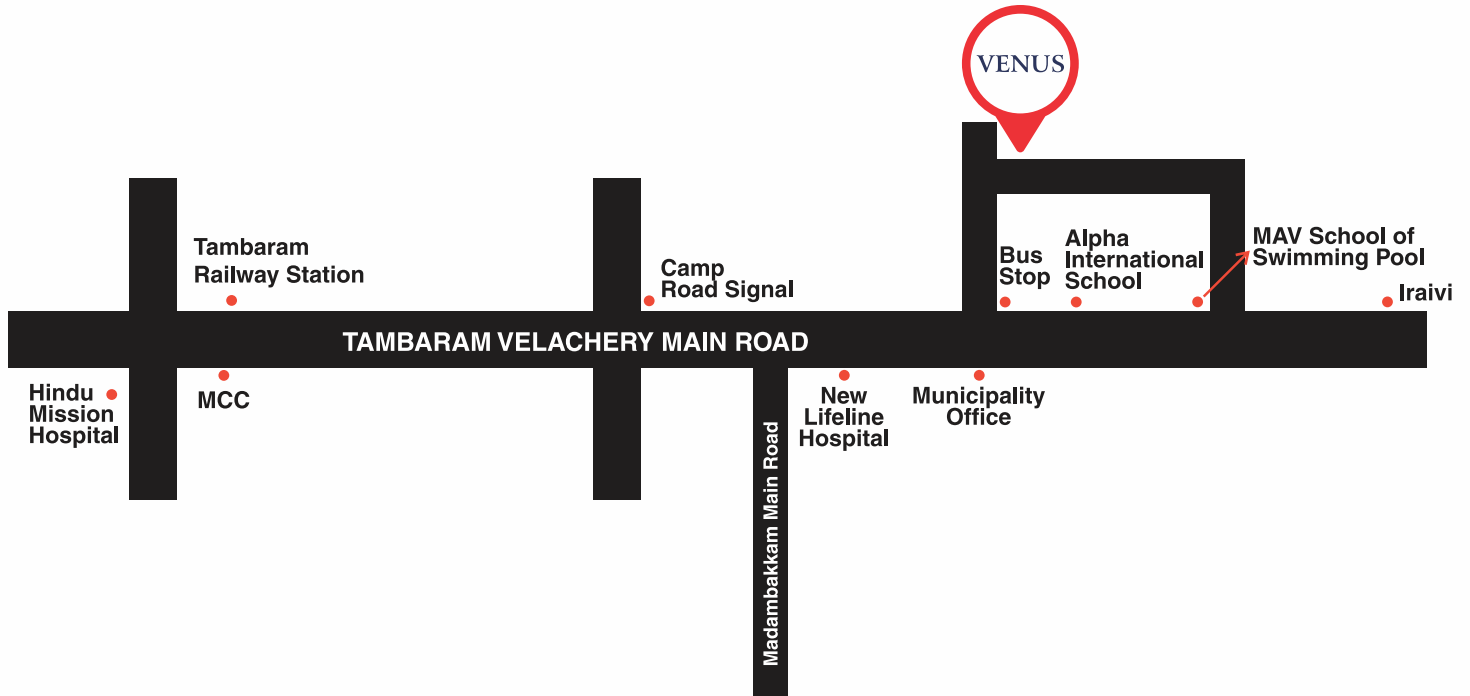 VENUS
Tambaram
Railway Station
Camp
Road Signal
Bus
Stop
Alpha
International
School
MAV School of
Swimming Pool
Iraivi
TAMBARAM VELACHERY MAIN ROAD
Hindu
Mission
Hospital
MCC
New
Lifeline
Hospital
Municipality
Office
Madambakkam Main Road